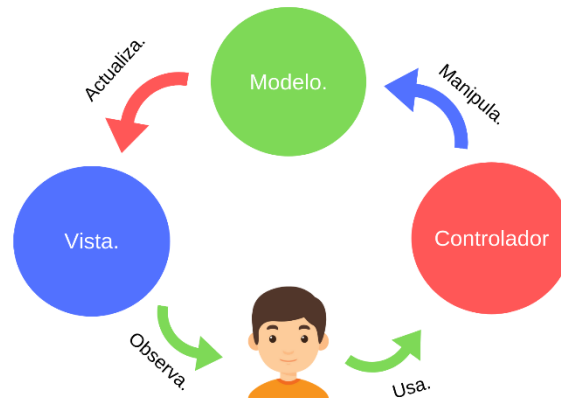 Actualiza.
Modelo.
Manipula.
Vista.
Controlador
Observa.
Usa.